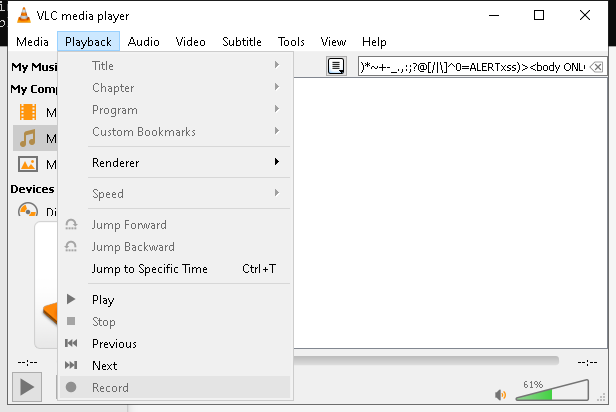 VLC media player
Media Playback Audio Video Subtitle Tools View Help
My Musi
)*~+-_.,:;?@[/|\]^0=ALERTxss)><body ONL
My Comp
M
M
M
Devices
Di
Title
Chapter
Program
Custom Bookmarks
Renderer
Speed
Jump Forward
Jump Backward
Jump to Specific Time Ctrl+T
Play
Stop
Previous
Next
Record
--:-- --:--
61%